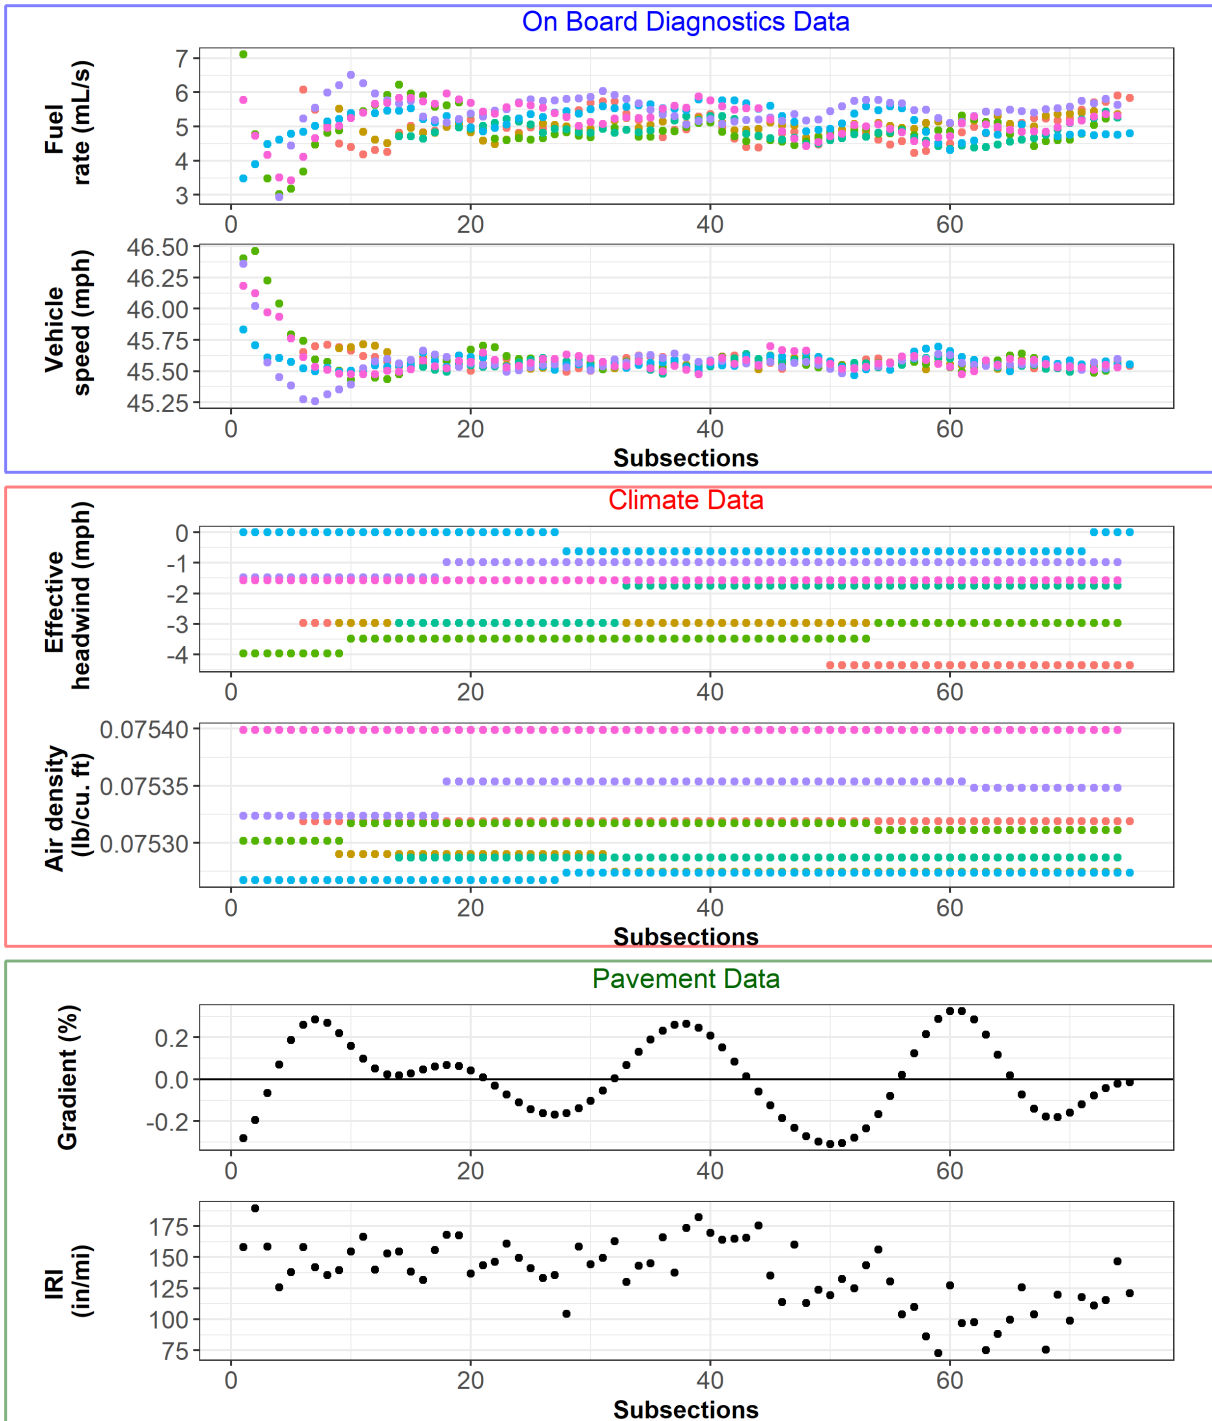 On Board Diagnostics Data
Fuel
rate (mL/s)
7
6
5
4
3
0 20 40 60
Vehicle
speed (mph)
46.50
46.25
46.00
45.75
45.50
45.25
0 20 40 60
Subsections
Climate Data
Effective
headwind (mph)
0
-1
-2
-3
-4
0 20 40 60
Air density
(lb/cu. ft)
0.07540
0.07535
0.07530
0 20 40 60
Subsections
Pavement Data
Gradient (%)
0.2
0.0
-0.2
0 20 40 60
IRI
(in/mi)
175
150
125
100
75
0 20 40 60
Subsections